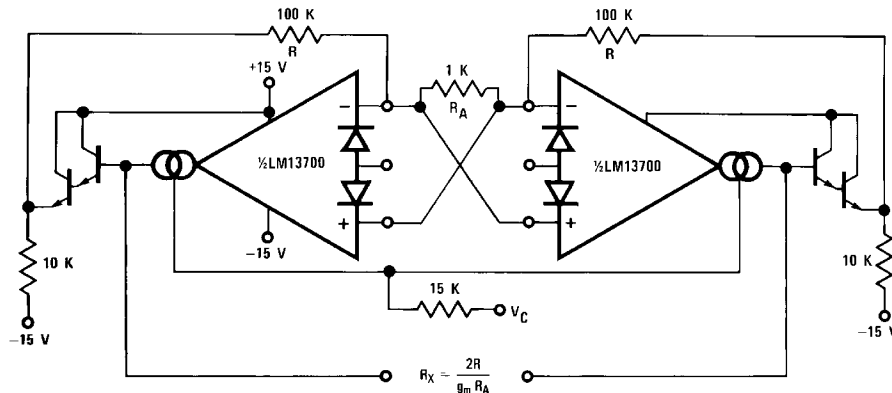 100 K
R
100 K
R
+15 V
1 K
R_A
−
−
½LM13700
½LM13700
+
+
−15 V
10 K
10 K
15 K
V_C
−15 V
−15 V
R_X = 2R / g_m R_A